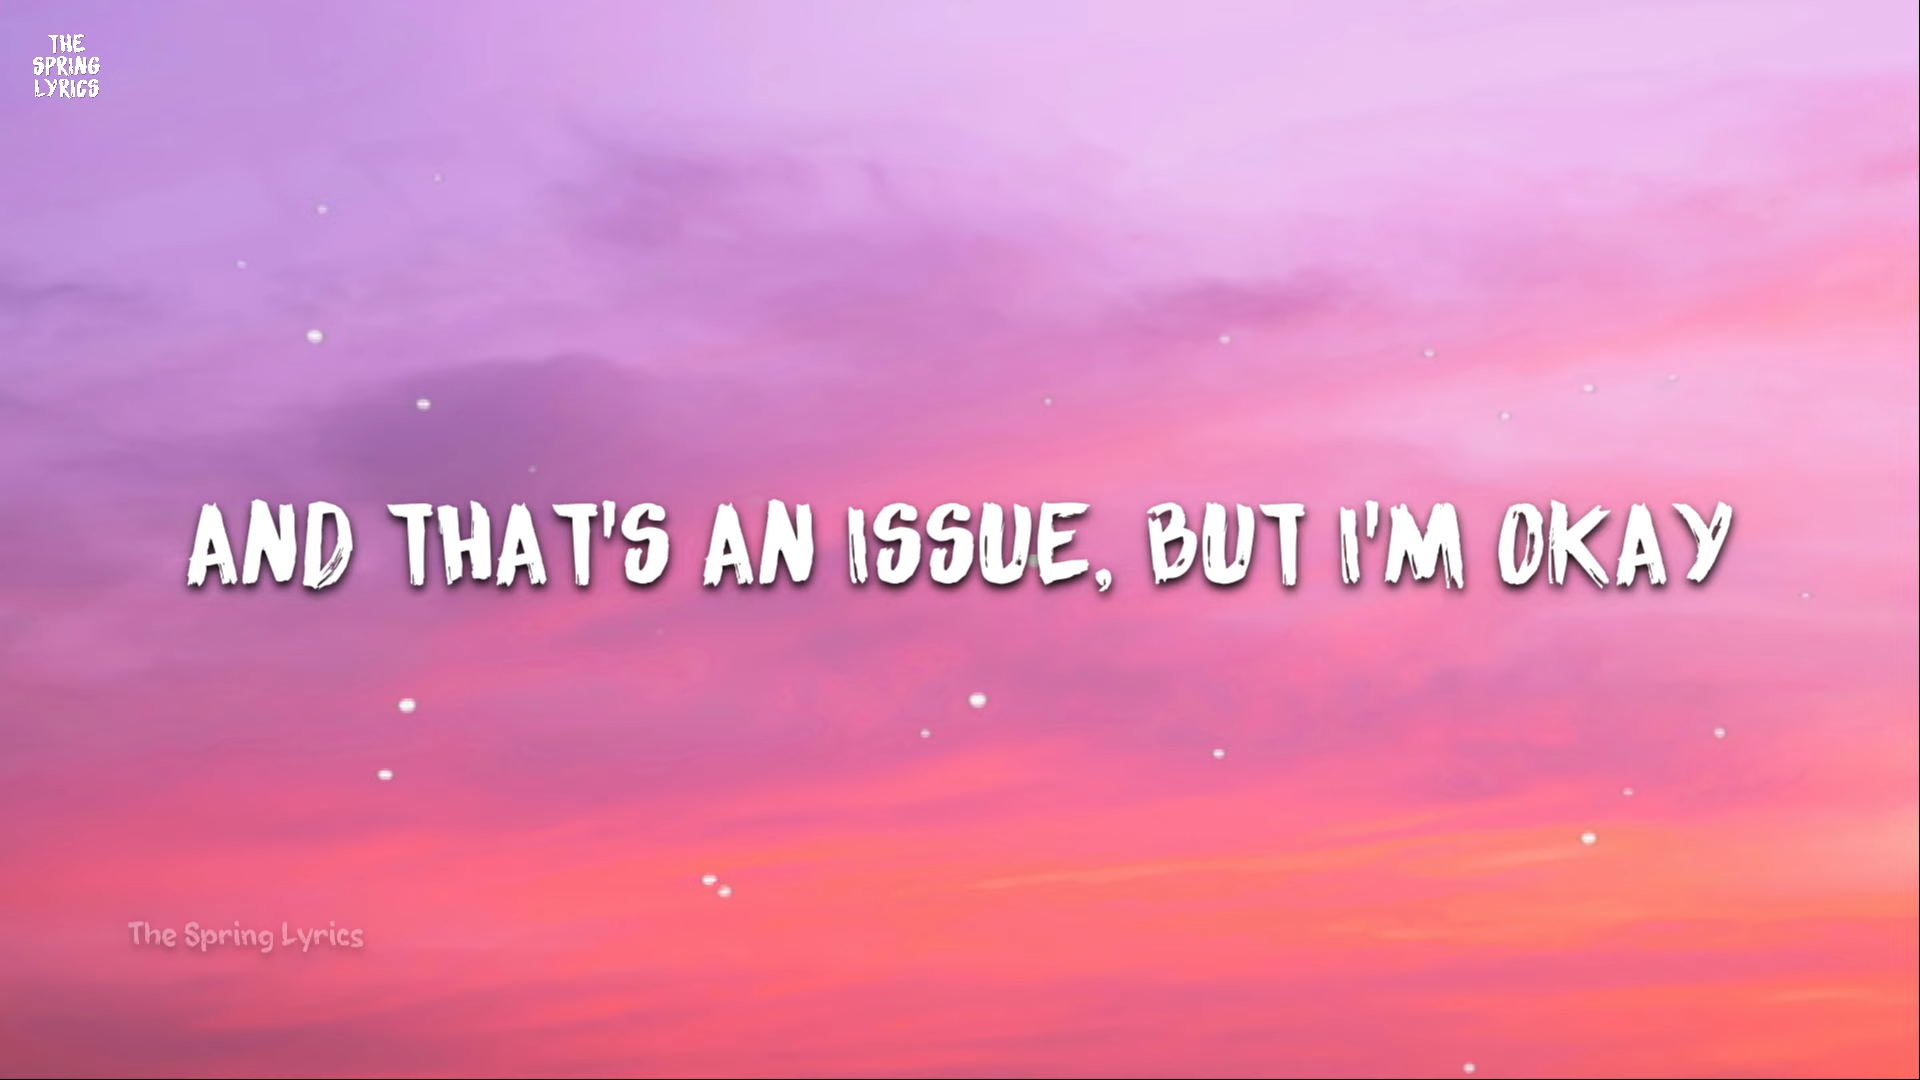 THE
SPRING
LYRICS
AND THAT'S AN ISSUE, BUT I'M OKAY
The Spring Lyrics